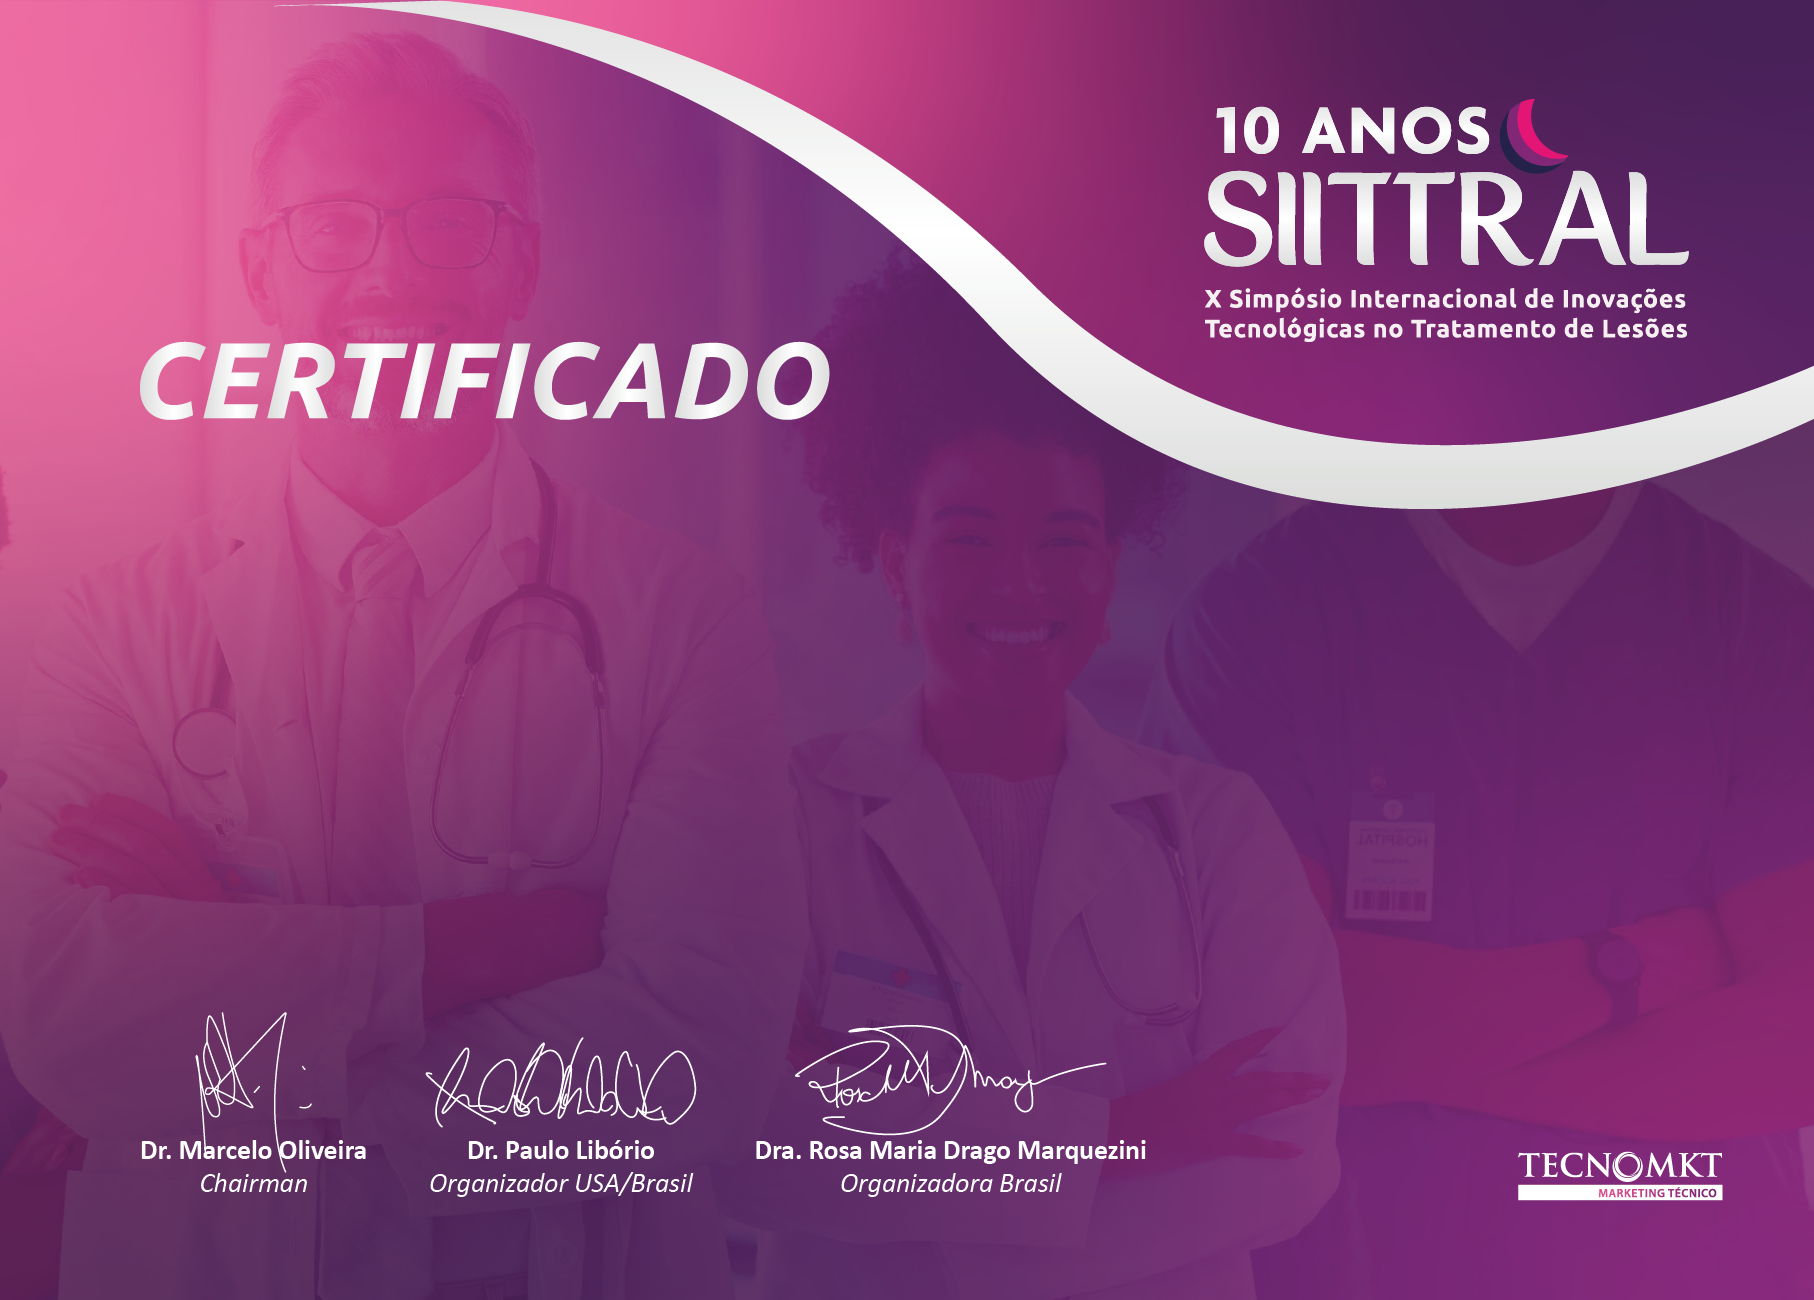 10 ANOS
SIITTRAL
X Simpósio Internacional de Inovações
Tecnológicas no Tratamento de Lesões
CERTIFICADO
Dr. Marcelo Oliveira
Chairman
Dr. Paulo Libório
Organizador USA/Brasil
Dra. Rosa Maria Drago Marquezini
Organizadora Brasil
TECNOMKT
MARKETING TÉCNICO